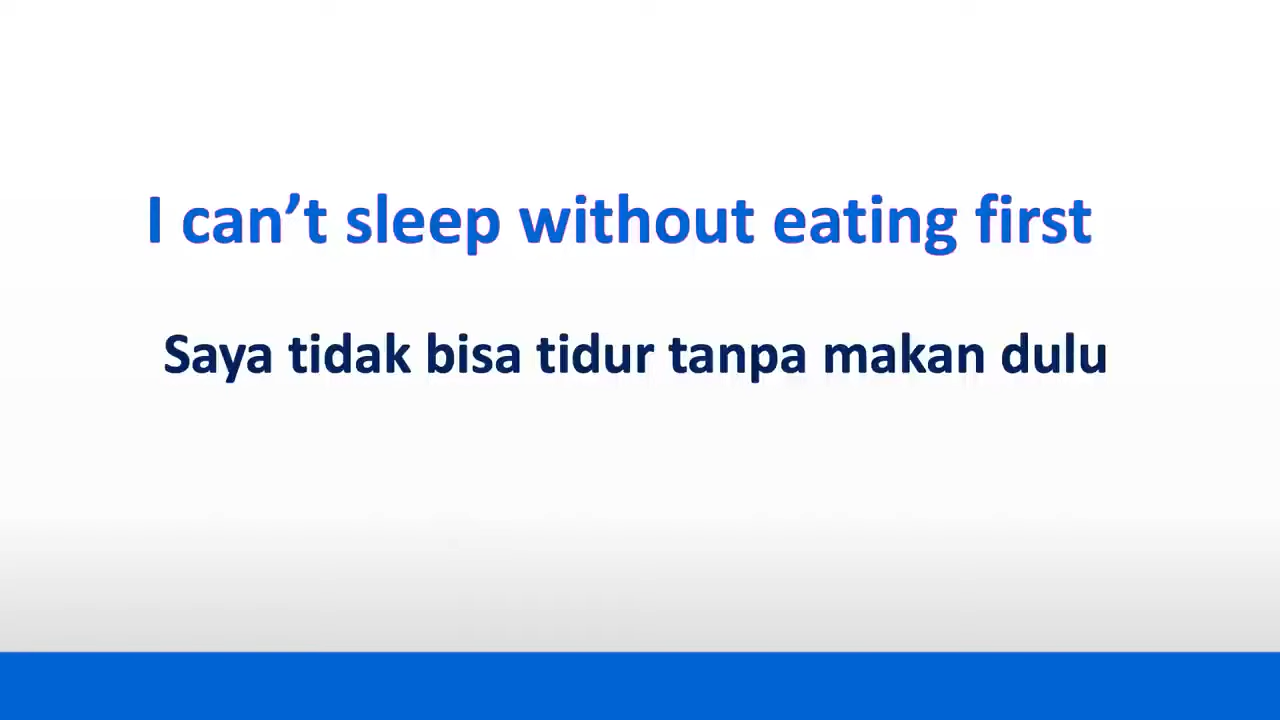 I can’t sleep without eating first
Saya tidak bisa tidur tanpa makan dulu